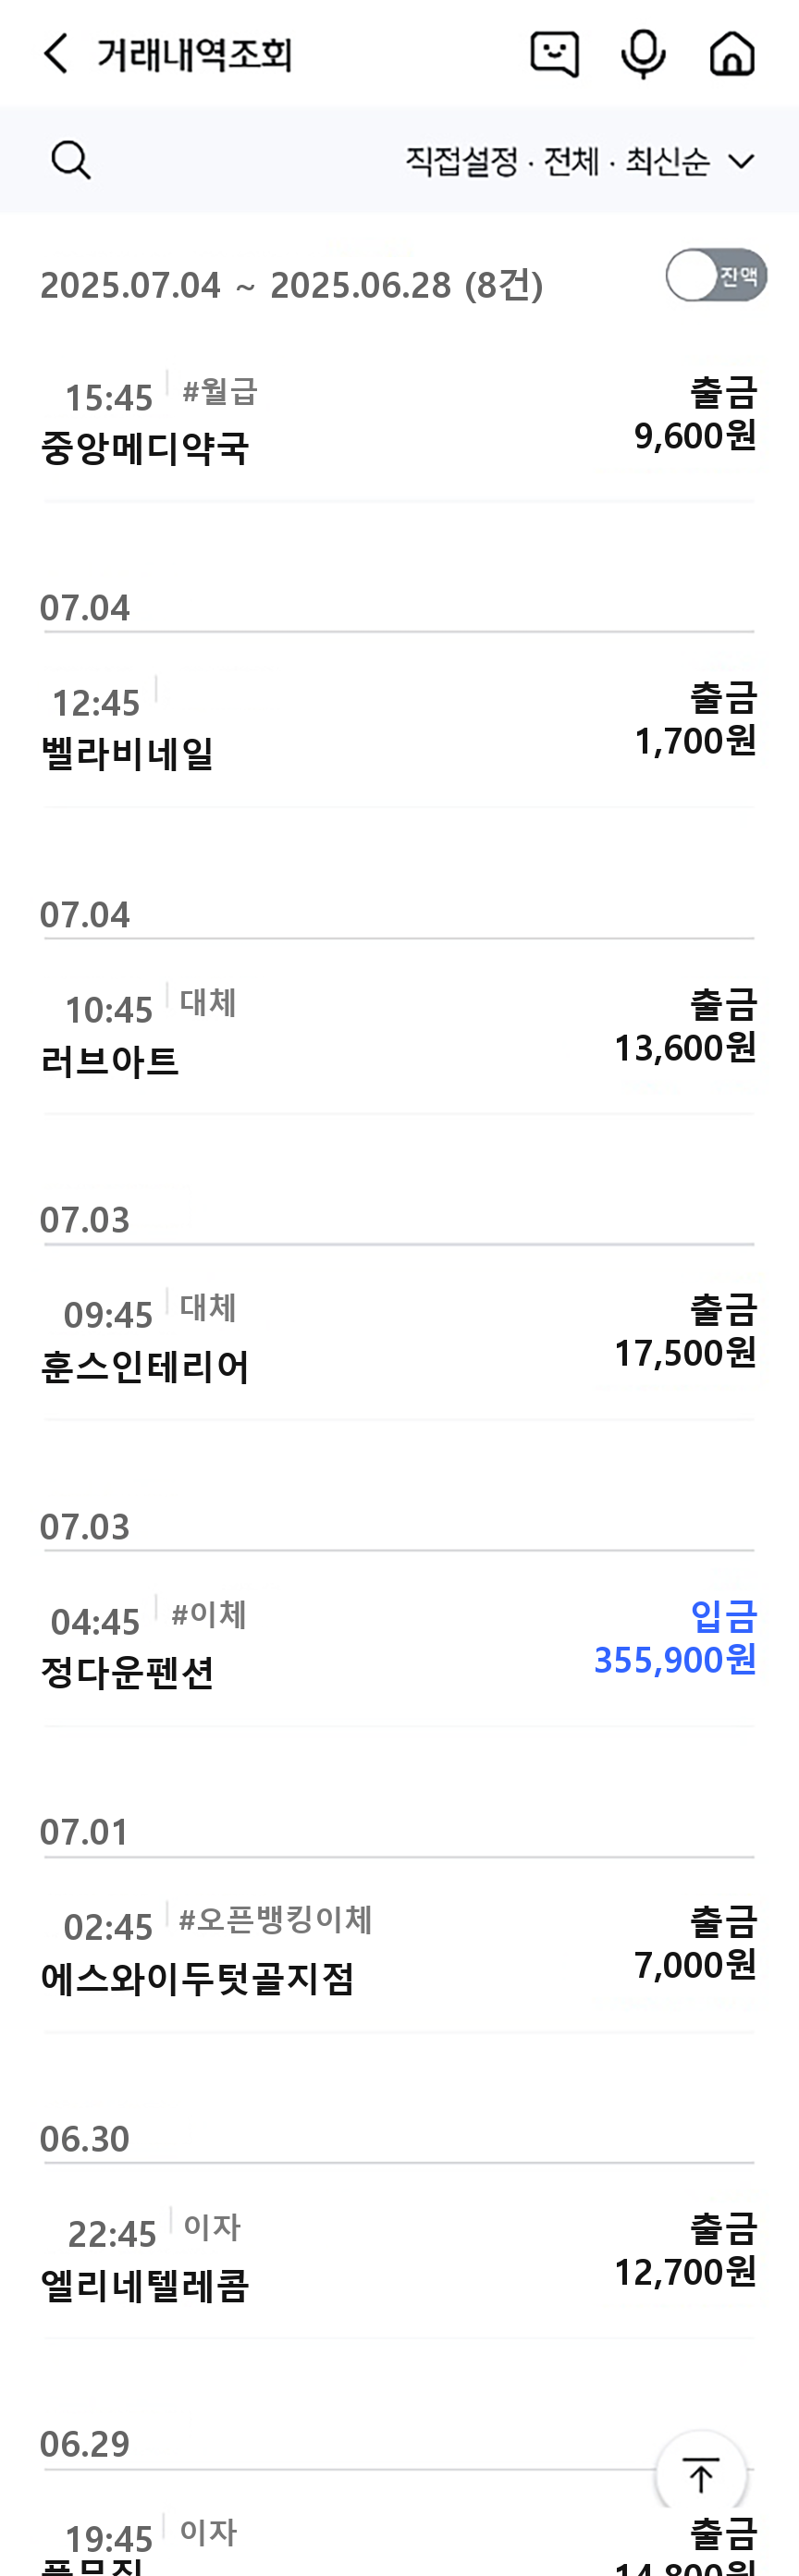 거래내역조회
직접설정 · 전체 · 최신순
2025.07.04 ~ 2025.06.28 (8건)
잔액
15:45 #월급
출금
중앙메디약국
9,600원
07.04
12:45
출금
벨라비네일
1,700원
07.04
10:45 대체
출금
러브아트
13,600원
07.03
09:45 대체
출금
훈스인테리어
17,500원
07.03
04:45 #이체
입금
정다운펜션
355,900원
07.01
02:45 #오픈뱅킹이체
출금
에스와이두텃골지점
7,000원
06.30
22:45 이자
출금
엘리네텔레콤
12,700원
06.29
19:45 이자
출금
14,800원